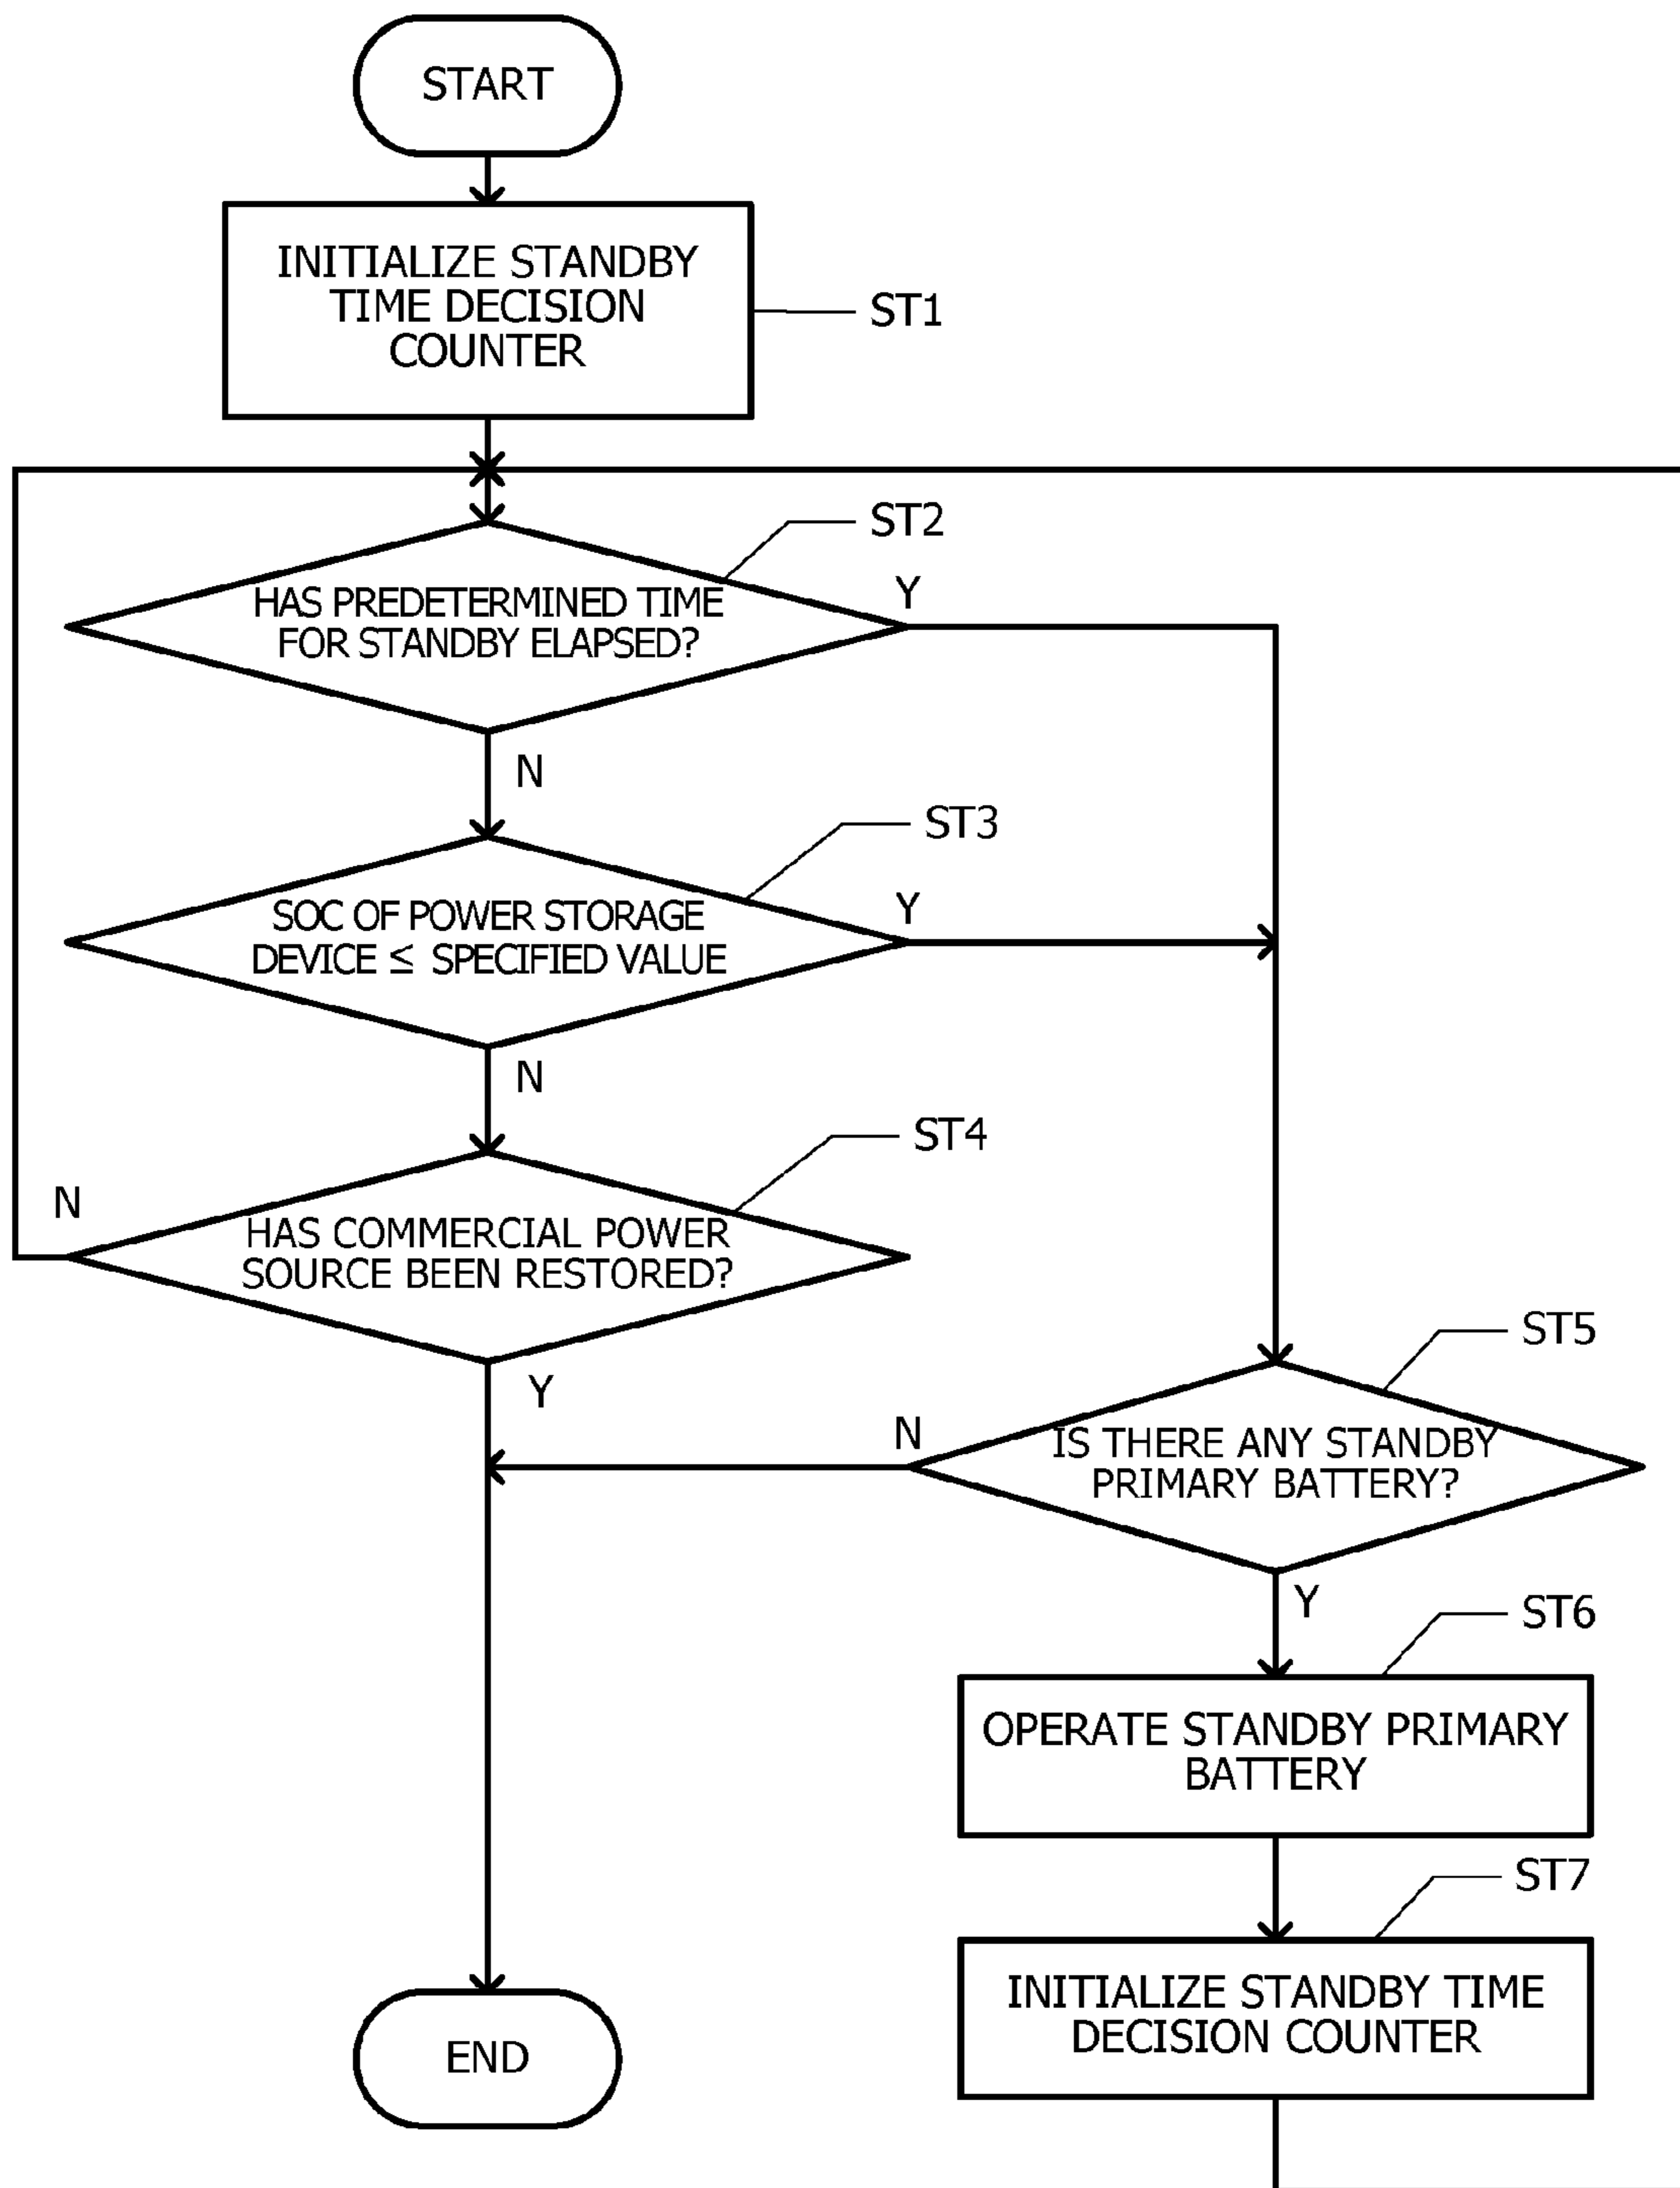 START
INITIALIZE STANDBY
TIME DECISION
COUNTER
ST1
ST2
HAS PREDETERMINED TIME
FOR STANDBY ELAPSED?
Y
N
ST3
SOC OF POWER STORAGE
DEVICE ≤ SPECIFIED VALUE
Y
N
ST4
HAS COMMERCIAL POWER
SOURCE BEEN RESTORED?
N
Y
ST5
IS THERE ANY STANDBY
PRIMARY BATTERY?
N
Y
ST6
OPERATE STANDBY PRIMARY
BATTERY
ST7
INITIALIZE STANDBY TIME
DECISION COUNTER
END